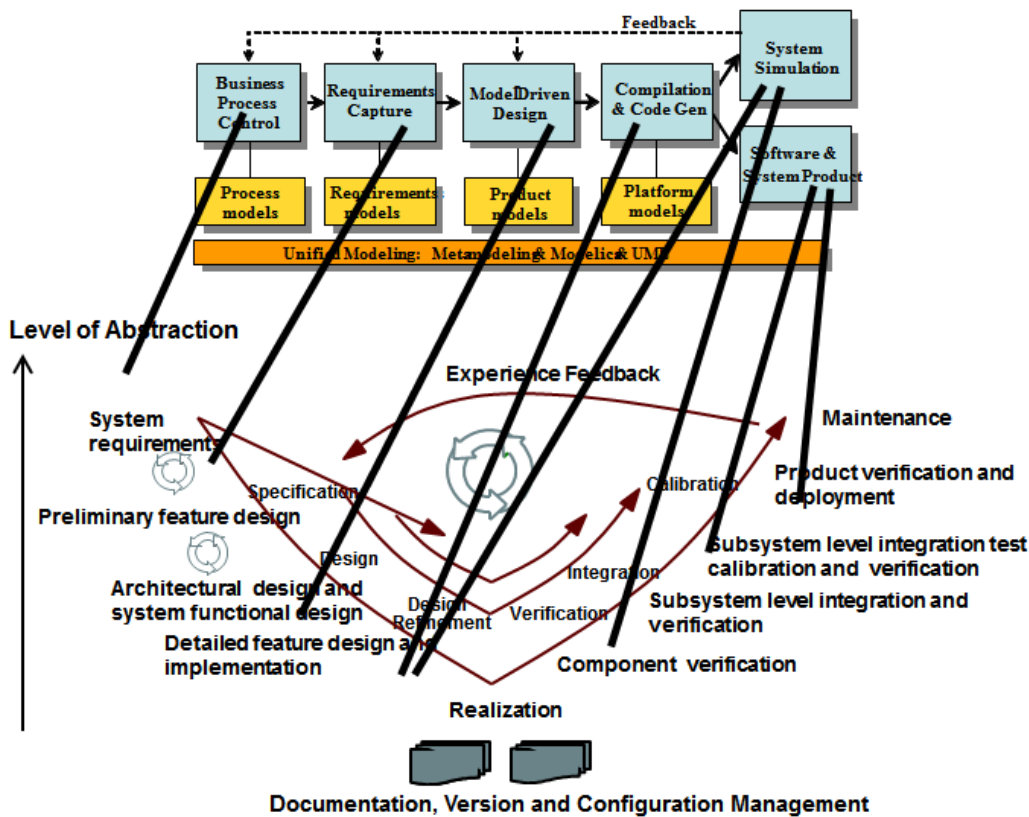 Feedback
System
Simulation
Business
Process
Control
Requirements
Capture
Model Driven
Design
Compilation
& Code Gen
Software &
System Product
Process
models
Requirements
models
Product
models
Platform
models
Unified Modeling: Metamodeling & Modelica & UML
Level of Abstraction
Experience Feedback
System
requirements
Maintenance
Specification
Calibration
Product verification and
deployment
Preliminary feature design
Design
Integration
Subsystem level integration test
calibration and verification
Architectural design and
system functional design
Design
Refinement
Verification
Subsystem level integration and
verification
Detailed feature design and
implementation
Component verification
Realization
Documentation, Version and Configuration Management